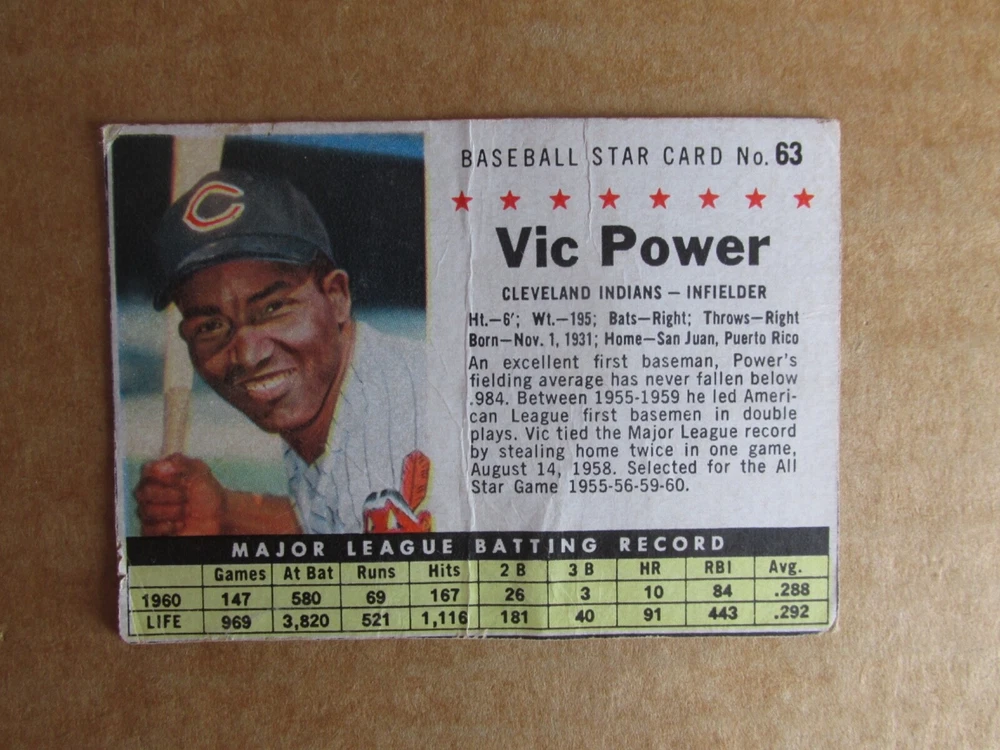 C
BASEBALL STAR CARD No. 63
Vic Power
CLEVELAND INDIANS — INFIELDER
Ht.—6'; Wt.—195; Bats—Right; Throws—Right
Born—Nov. 1, 1931; Home—San Juan, Puerto Rico
An excellent first baseman, Power's
fielding average has never fallen below
.984. Between 1955-1959 he led Ameri-
can League first basemen in double
plays. Vic tied the Major League record
by stealing home twice in one game,
August 14, 1958. Selected for the All
Star Game 1955-56-59-60.
MAJOR LEAGUE BATTING RECORD
Games At Bat Runs Hits 2 B 3 B HR RBI Avg.
1960 147 580 69 167 26 3 10 84 .288
LIFE 969 3,820 521 1,116 181 40 91 443 .292